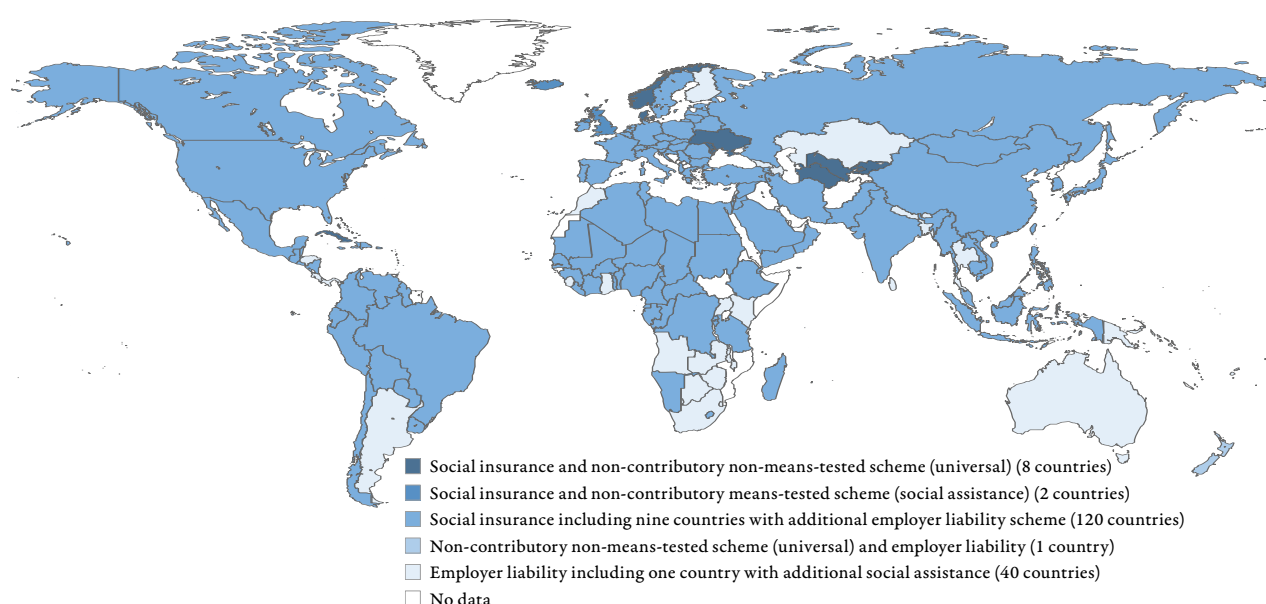 Social insurance and non-contributory non-means-tested scheme (universal) (8 countries)
Social insurance and non-contributory means-tested scheme (social assistance) (2 countries)
Social insurance including nine countries with additional employer liability scheme (120 countries)
Non-contributory non-means-tested scheme (universal) and employer liability (1 country)
Employer liability including one country with additional social assistance (40 countries)
No data